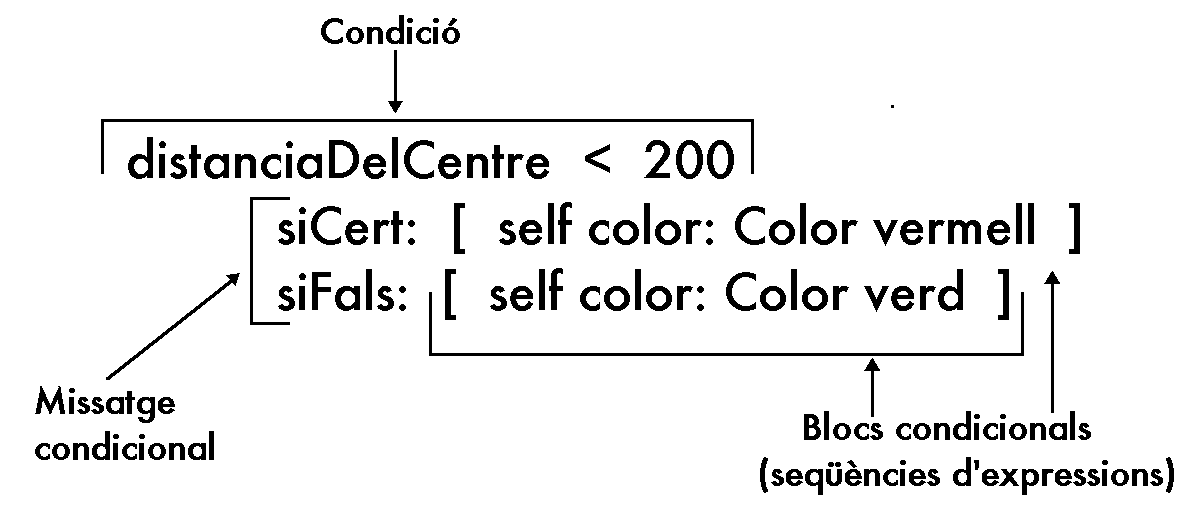 Condició
distanciaDelCentre < 200
siCert: [ self color: Color vermell ]
siFals: [ self color: Color verd ]
Missatge
condicional
Blocs condicionals
(seqüències d'expressions)